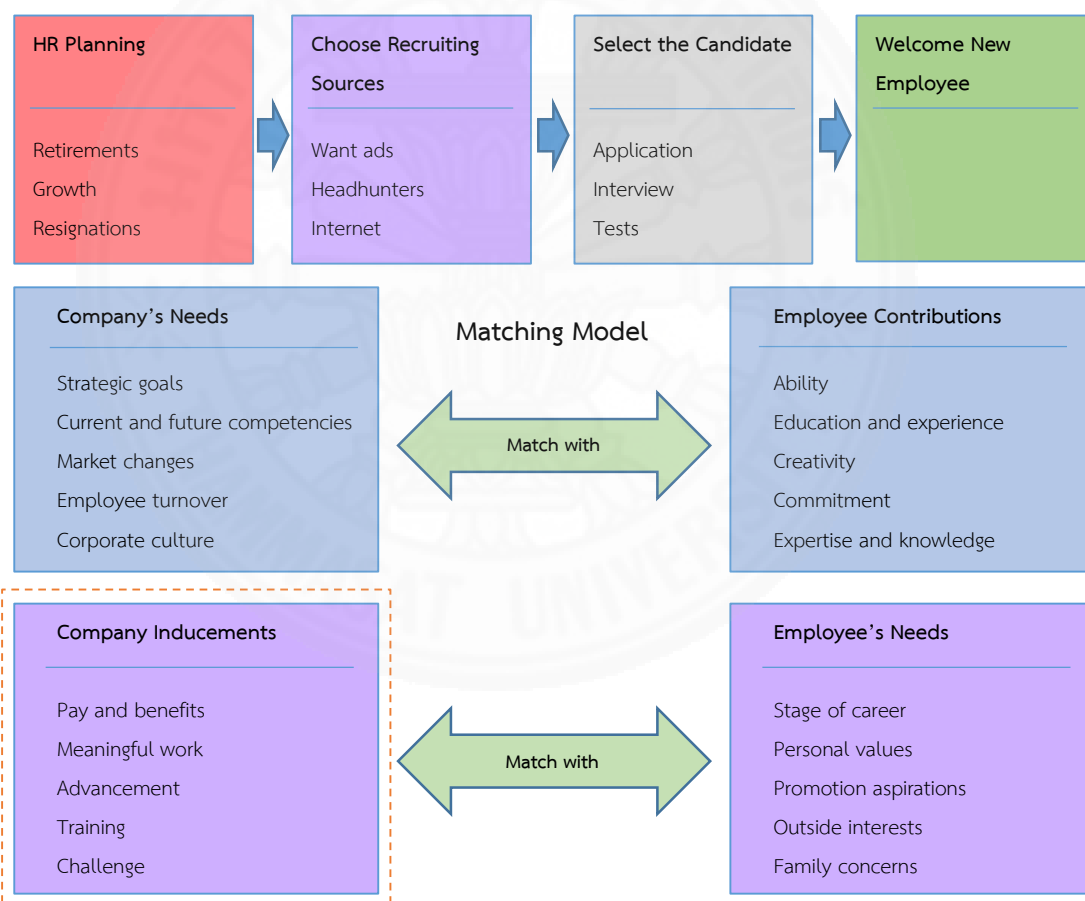 HR Planning
Retirements
Growth
Resignations
Choose Recruiting
Sources
Want ads
Headhunters
Internet
Select the Candidate
Application
Interview
Tests
Welcome New
Employee
Company's Needs
Strategic goals
Current and future competencies
Market changes
Employee turnover
Corporate culture
Matching Model
Match with
Employee Contributions
Ability
Education and experience
Creativity
Commitment
Expertise and knowledge
Company Inducements
Pay and benefits
Meaningful work
Advancement
Training
Challenge
Match with
Employee's Needs
Stage of career
Personal values
Promotion aspirations
Outside interests
Family concerns